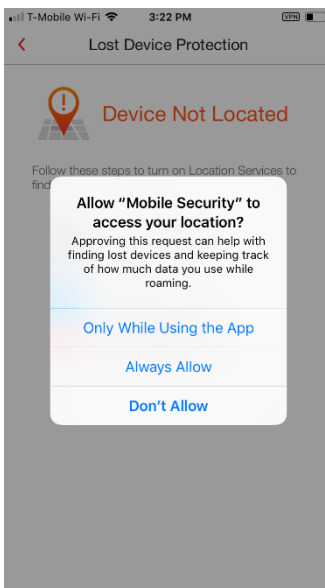 T-Mobile Wi-Fi 3:22 PM VPN
Lost Device Protection
Device Not Located
Follow these steps to turn on Location Services to
find
Allow “Mobile Security” to
access your location?
Approving this request can help with
finding lost devices and keeping track
of how much data you use while
roaming.
Only While Using the App
Always Allow
Don’t Allow